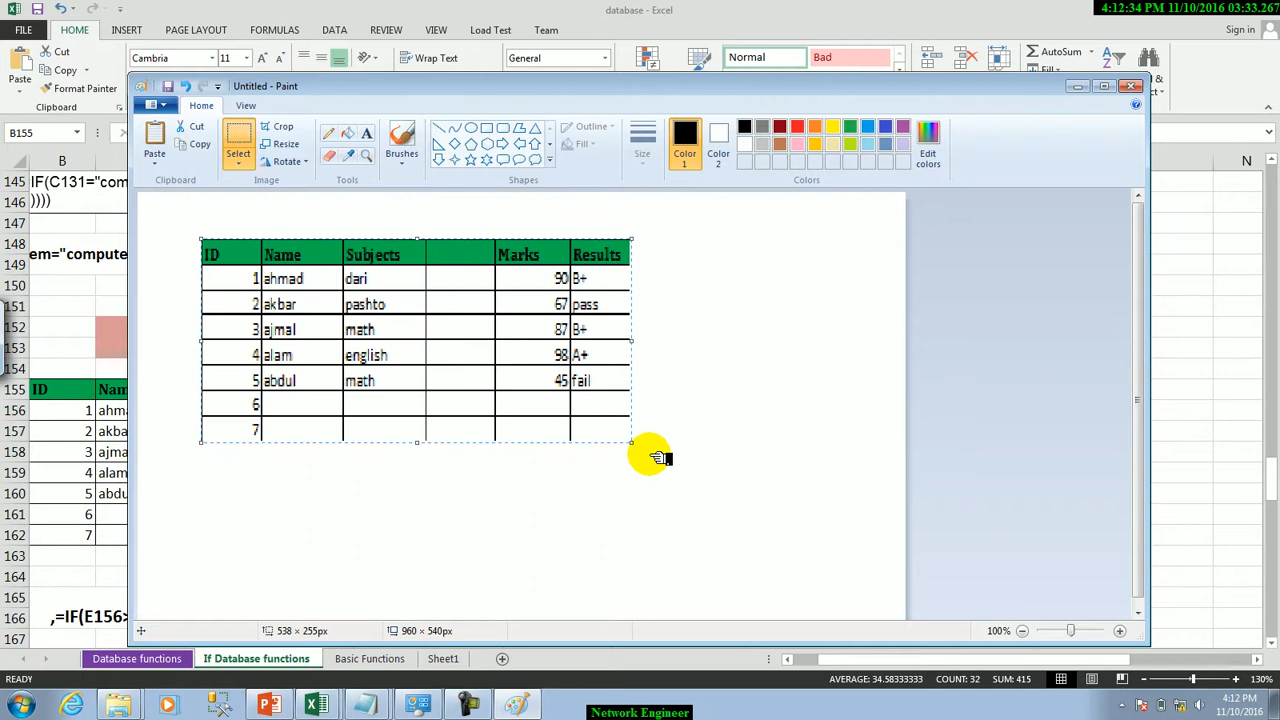 database - Excel
4:12:34 PM 11/10/2016 03:33.267
FILE HOME INSERT PAGE LAYOUT FORMULAS DATA REVIEW VIEW Load Test Team Sign in
Paste Cut Copy Format Painter Clipboard
Cambria 11 Wrap Text General Normal Bad AutoSum Fill
B155
Untitled - Paint
Home View
Paste Cut Copy Clipboard
Select Crop Resize Rotate Image
Tools
Brushes
Outline Fill Shapes
Size
Color 1
Color 2
Edit colors
Colors
B N
145 IF(C131="com
146 ))))
147
148
149 em="compute
150
151
152
153
154
155 ID Nam
156 1 ahma
157 2 akba
158 3 ajma
159 4 alam
160 5 abdu
161 6
162 7
163
164
165
166 ,=IF(E156>
167
ID Name Subjects Marks Results
1 ahmad dari 90 B+
2 akbar pashto 67 pass
3 ajmal math 87 B+
4 alam english 98 A+
5 abdul math 45 fail
6
7
538 × 255px 960 × 540px 100%
Database functions If Database functions Basic Functions Sheet1
READY AVERAGE: 34.58333333 COUNT: 32 SUM: 415 130%
4:12 PM
11/10/2016
Network Engineer